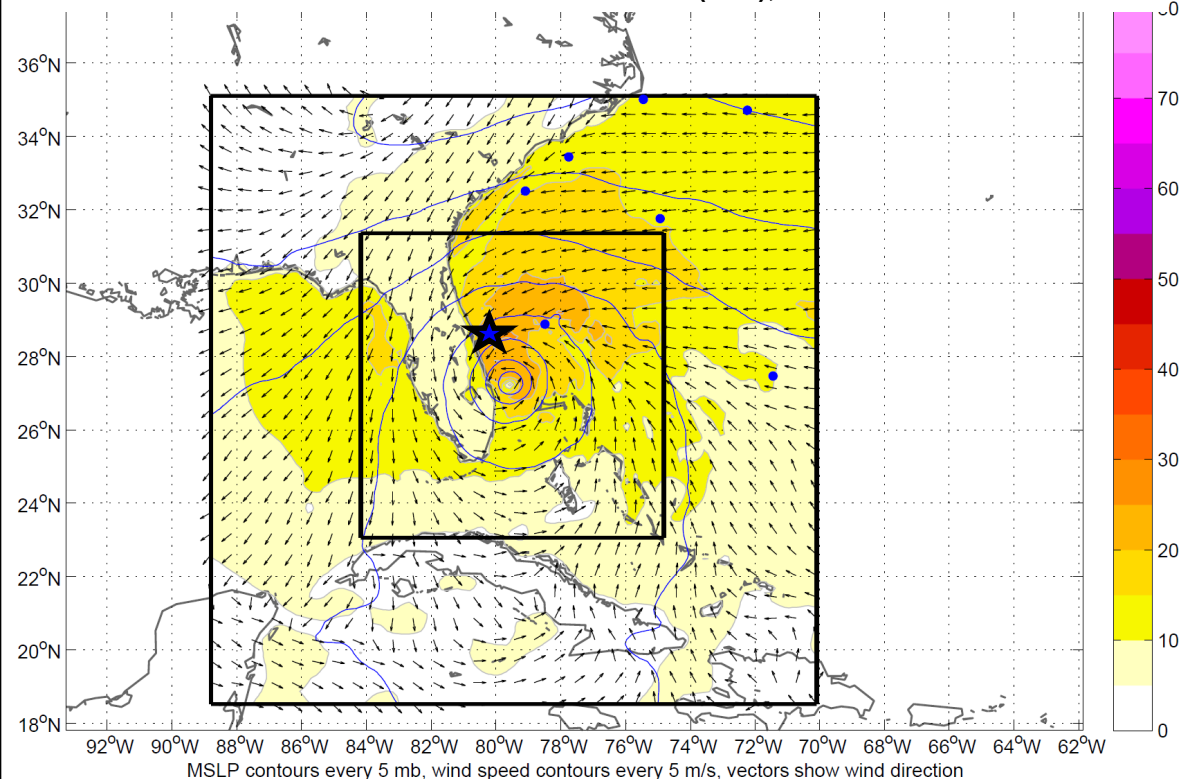 36°N
34°N
32°N
30°N
28°N
26°N
24°N
22°N
20°N
18°N
92°W 90°W 88°W 86°W 84°W 82°W 80°W 78°W 76°W 74°W 72°W 70°W 68°W 66°W 64°W 62°W
70
60
50
40
30
20
10
0
MSLP contours every 5 mb, wind speed contours every 5 m/s, vectors show wind direction